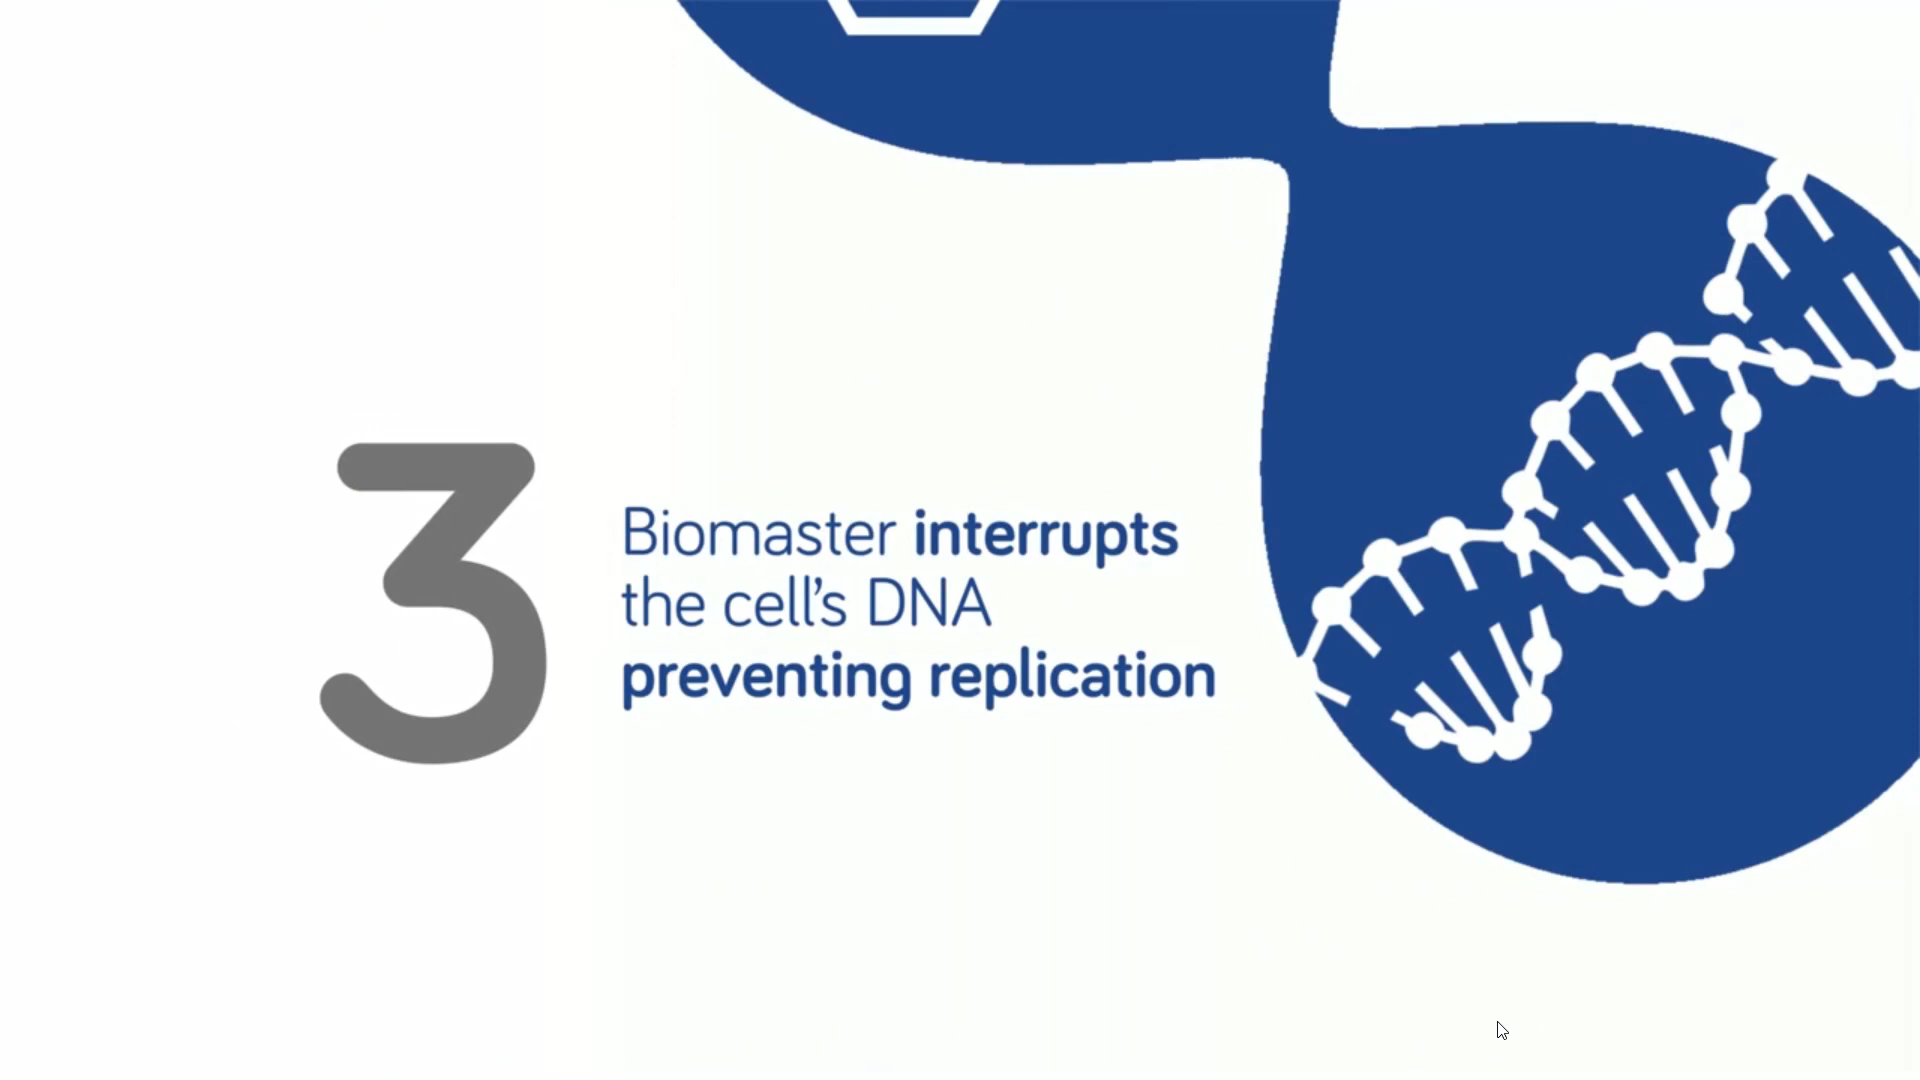 3
Biomaster interrupts
the cell’s DNA
preventing replication